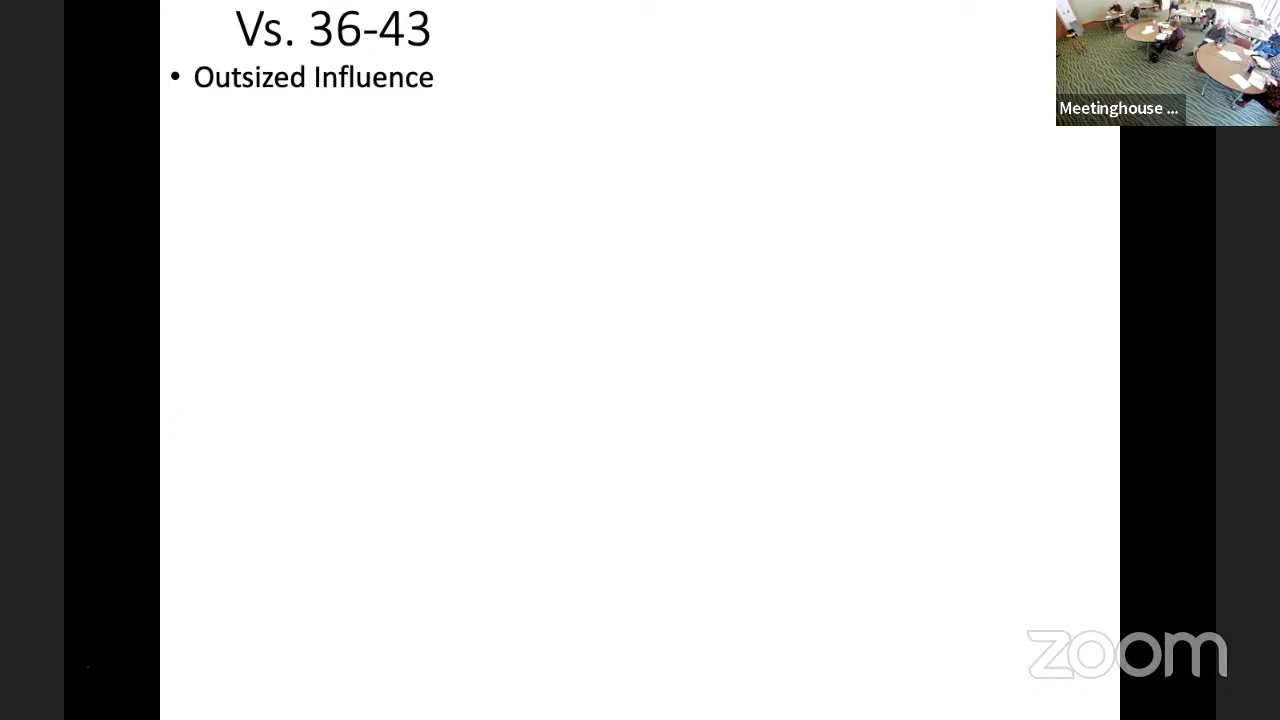 Vs. 36-43
• Outsized Influence
Meetinghouse ...
zoom